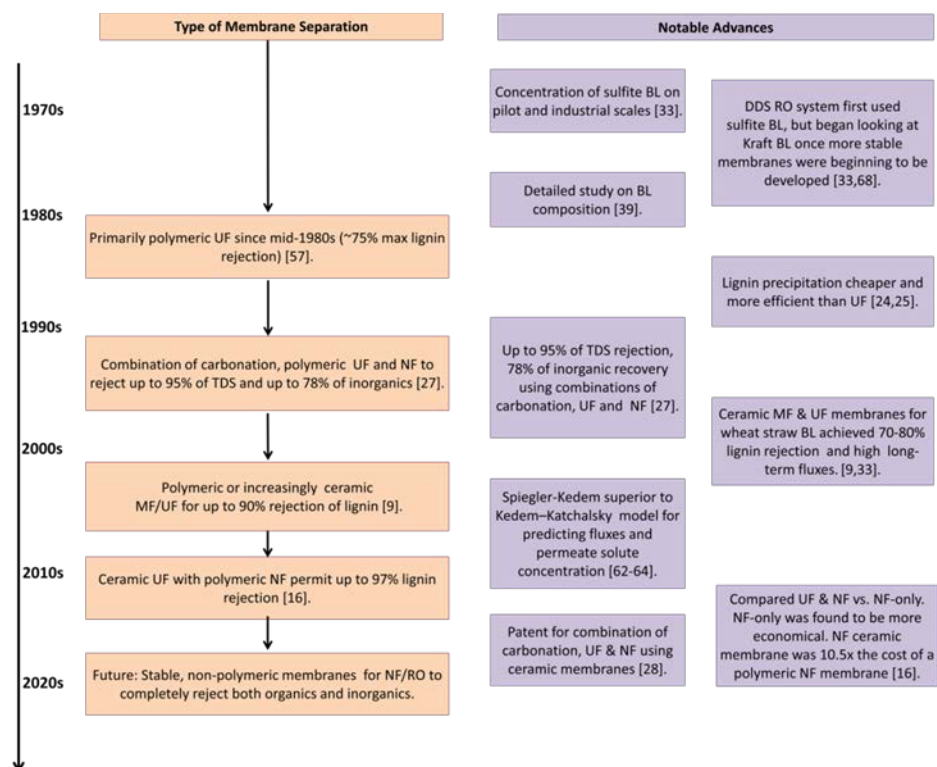 Type of Membrane Separation
Notable Advances
1970s
1980s
1990s
2000s
2010s
2020s
Primarily polymeric UF since mid-1980s (~75% max lignin
rejection) [57].
Combination of carbonation, polymeric UF and NF to
reject up to 95% of TDS and up to 78% of inorganics [27].
Polymeric or increasingly ceramic
MF/UF for up to 90% rejection of lignin [9].
Ceramic UF with polymeric NF permit up to 97% lignin
rejection [16].
Future: Stable, non-polymeric membranes for NF/RO to
completely reject both organics and inorganics.
Concentration of sulfite BL on
pilot and industrial scales [33].
Detailed study on BL
composition [39].
Up to 95% of TDS rejection,
78% of inorganic recovery
using combinations of
carbonation, UF and NF [27].
Spiegler-Kedem superior to
Kedem–Katchalsky model for
predicting fluxes and
permeate solute
concentration [62-64].
Patent for combination of
carbonation, UF & NF using
ceramic membranes [28].
DDS RO system first used
sulfite BL, but began looking at
Kraft BL once more stable
membranes were beginning to be
developed [33,68].
Lignin precipitation cheaper and
more efficient than UF [24,25].
Ceramic MF & UF membranes for
wheat straw BL achieved 70-80%
lignin rejection and high long-
term fluxes. [9,33].
Compared UF & NF vs. NF-only.
NF-only was found to be more
economical. NF ceramic
membrane was 10.5x the cost of a
polymeric NF membrane [16].